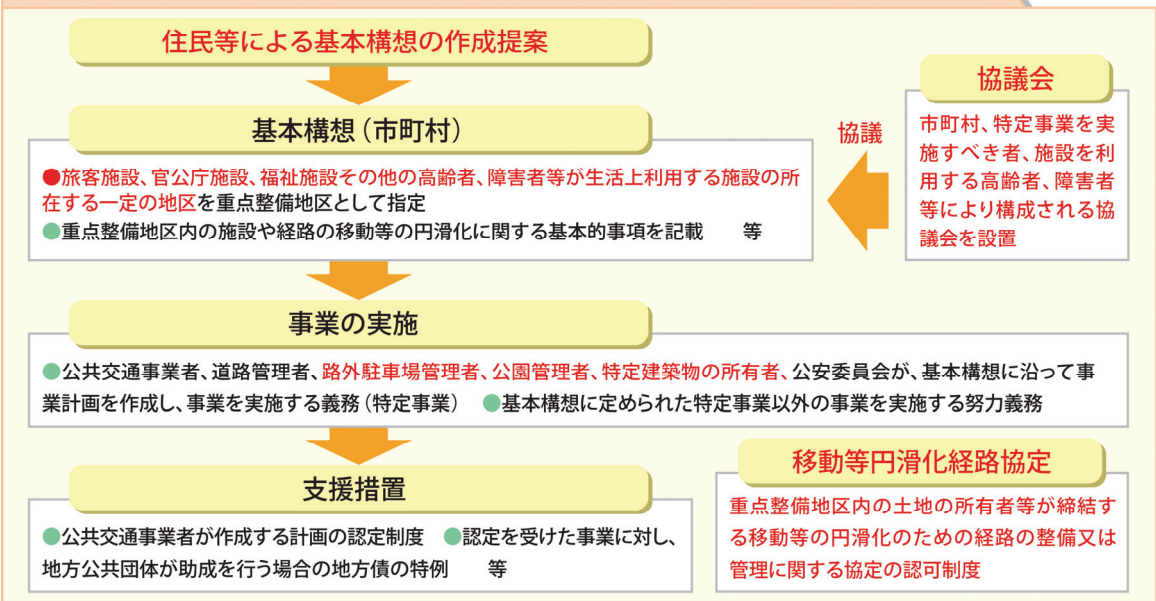 住民等による基本構想の作成提案
基本構想（市町村）
●旅客施設、官公庁施設、福祉施設その他の高齢者、障害者等が生活上利用する施設の所
在する一定の地区を重点整備地区として指定
●重点整備地区内の施設や経路の移動等の円滑化に関する基本的事項を記載　等
協議
協議会
市町村、特定事業を実
施すべき者、施設を利
用する高齢者、障害者
等により構成される協
議会を設置
事業の実施
●公共交通事業者、道路管理者、路外駐車場管理者、公園管理者、特定建築物の所有者、公安委員会が、基本構想に沿って事
業計画を作成し、事業を実施する義務（特定事業）　●基本構想に定められた特定事業以外の事業を実施する努力義務
支援措置
●公共交通事業者が作成する計画の認定制度　●認定を受けた事業に対し、
地方公共団体が助成を行う場合の地方債の特例　等
移動等円滑化経路協定
重点整備地区内の土地の所有者等が締結す
る移動等の円滑化のための経路の整備又は
管理に関する協定の認可制度